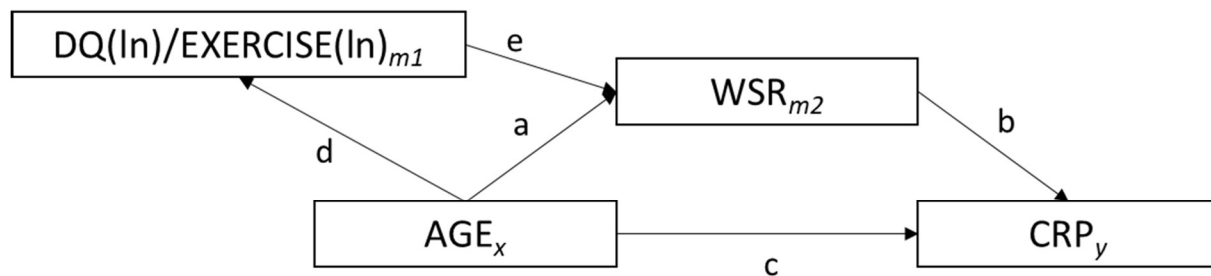 DQ(ln)/EXERCISE(ln)m1
e
WSRm2
a
b
d
AGEx
CRPy
c